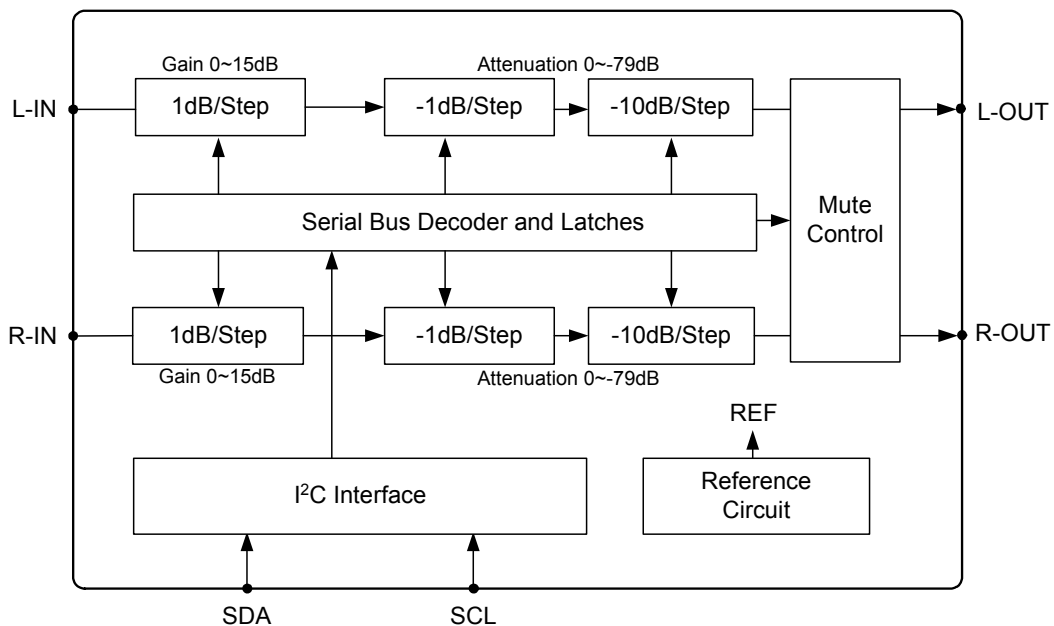 Gain 0~15dB
Attenuation 0~-79dB
L-IN
1dB/Step
-1dB/Step
-10dB/Step
L-OUT
Serial Bus Decoder and Latches
Mute
Control
R-IN
1dB/Step
-1dB/Step
-10dB/Step
R-OUT
Gain 0~15dB
Attenuation 0~-79dB
REF
I²C Interface
Reference
Circuit
SDA
SCL